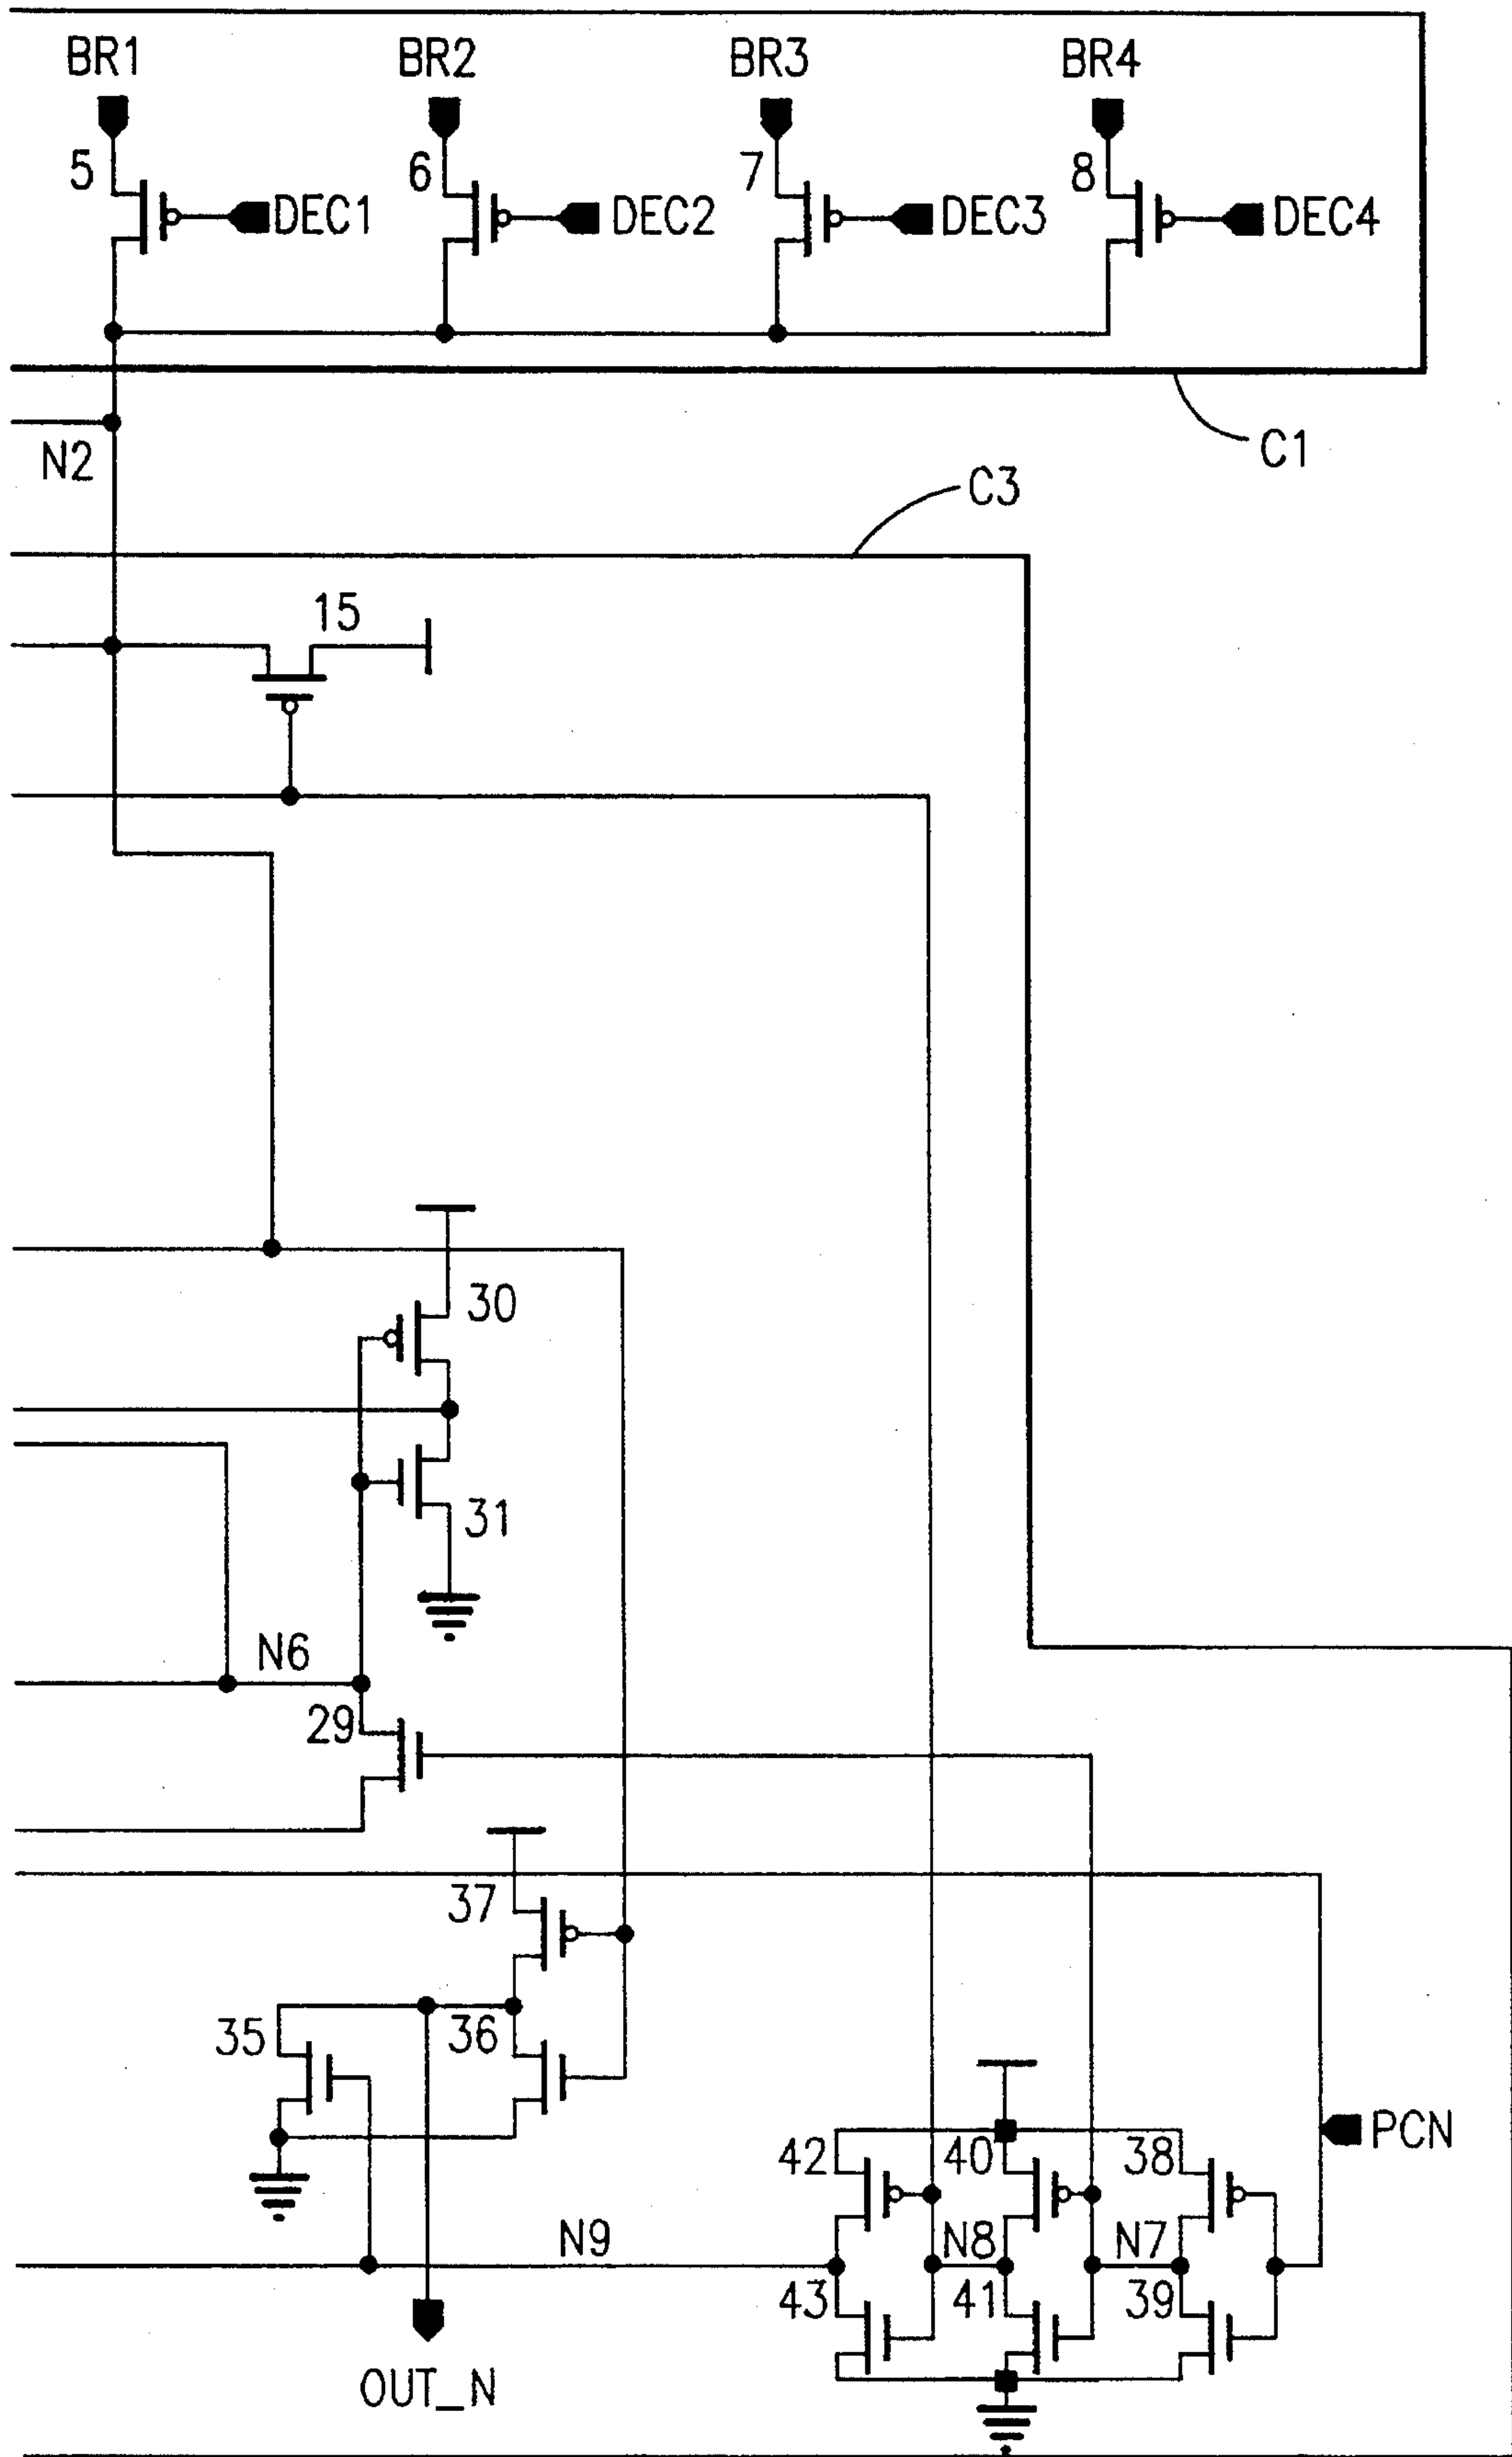 BR1 BR2 BR3 BR4
5 6 7 8
DEC1 DEC2 DEC3 DEC4
C1
N2
C3
15
30
31
N6
29
37
35 36
PCN
42 40 38
N9 N8 N7
43 41 39
OUT_N